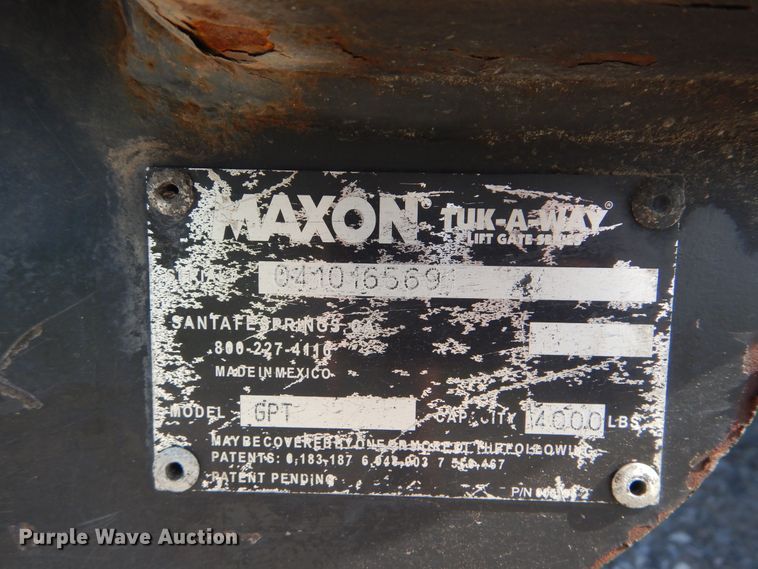 MAXON® TUK-A-WAY®
LIFT GATE SERIES
041016569
SANTA FE SPRINGS, CA
800-227-4116
MADE IN MEXICO
MODEL GPT CAPACITY 4000 LBS
MAY BE COVERED BY ONE OR MORE OF THE FOLLOWING
PATENTS: 6,183,187
PATENT PENDING
P/N
Purple Wave Auction